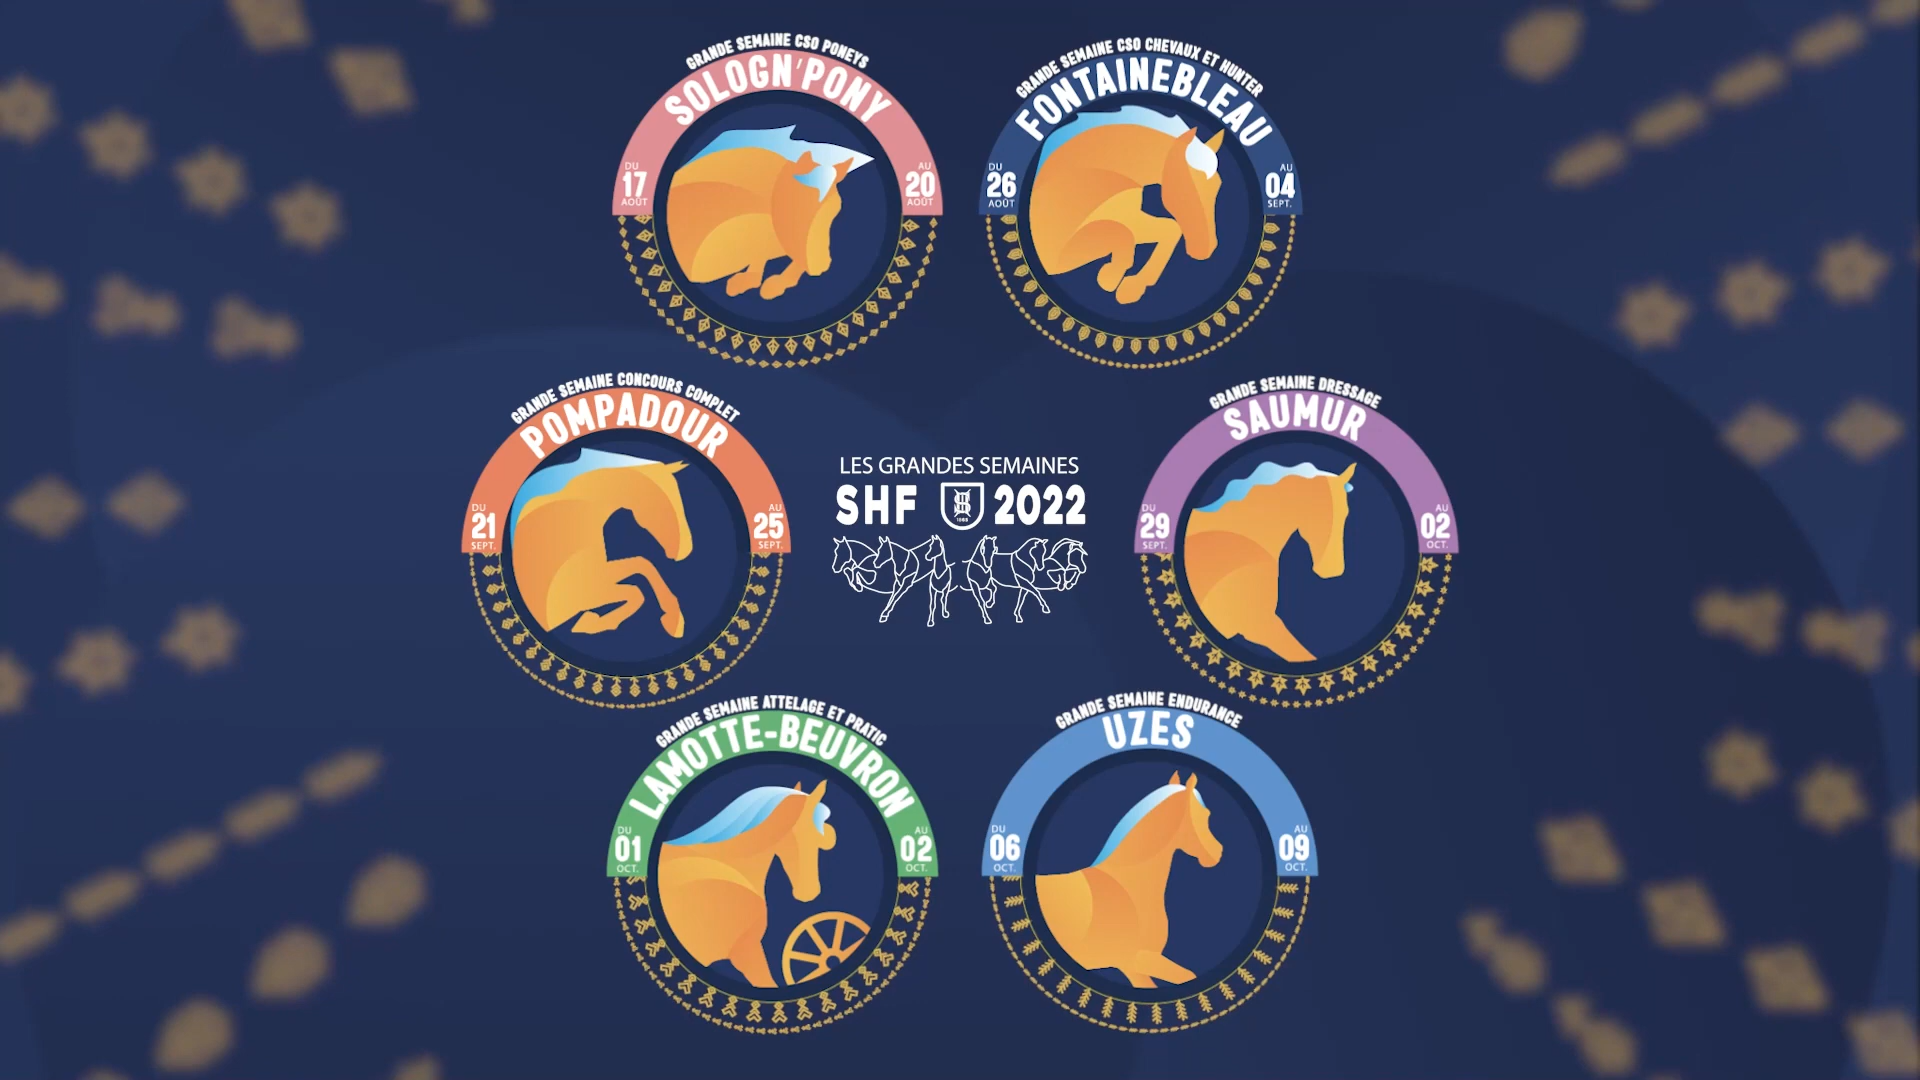 GRANDE SEMAINE CSO PONEYS
SOLOGN'PONY
DU
17
AOÛT
AU
20
AOÛT
GRANDE SEMAINE CSO CHEVAUX ET HUNTER
FONTAINEBLEAU
DU
26
AOÛT
AU
04
SEPT.
GRANDE SEMAINE CONCOURS COMPLET
POMPADOUR
DU
21
SEPT.
AU
25
SEPT.
LES GRANDES SEMAINES
SHF 2022
GRANDE SEMAINE DRESSAGE
SAUMUR
DU
29
SEPT.
AU
02
OCT.
GRANDE SEMAINE ATTELAGE ET PRATIC
LAMOTTE-BEUVRON
DU
01
OCT.
AU
02
OCT.
GRANDE SEMAINE ENDURANCE
UZES
DU
06
OCT.
AU
09
OCT.